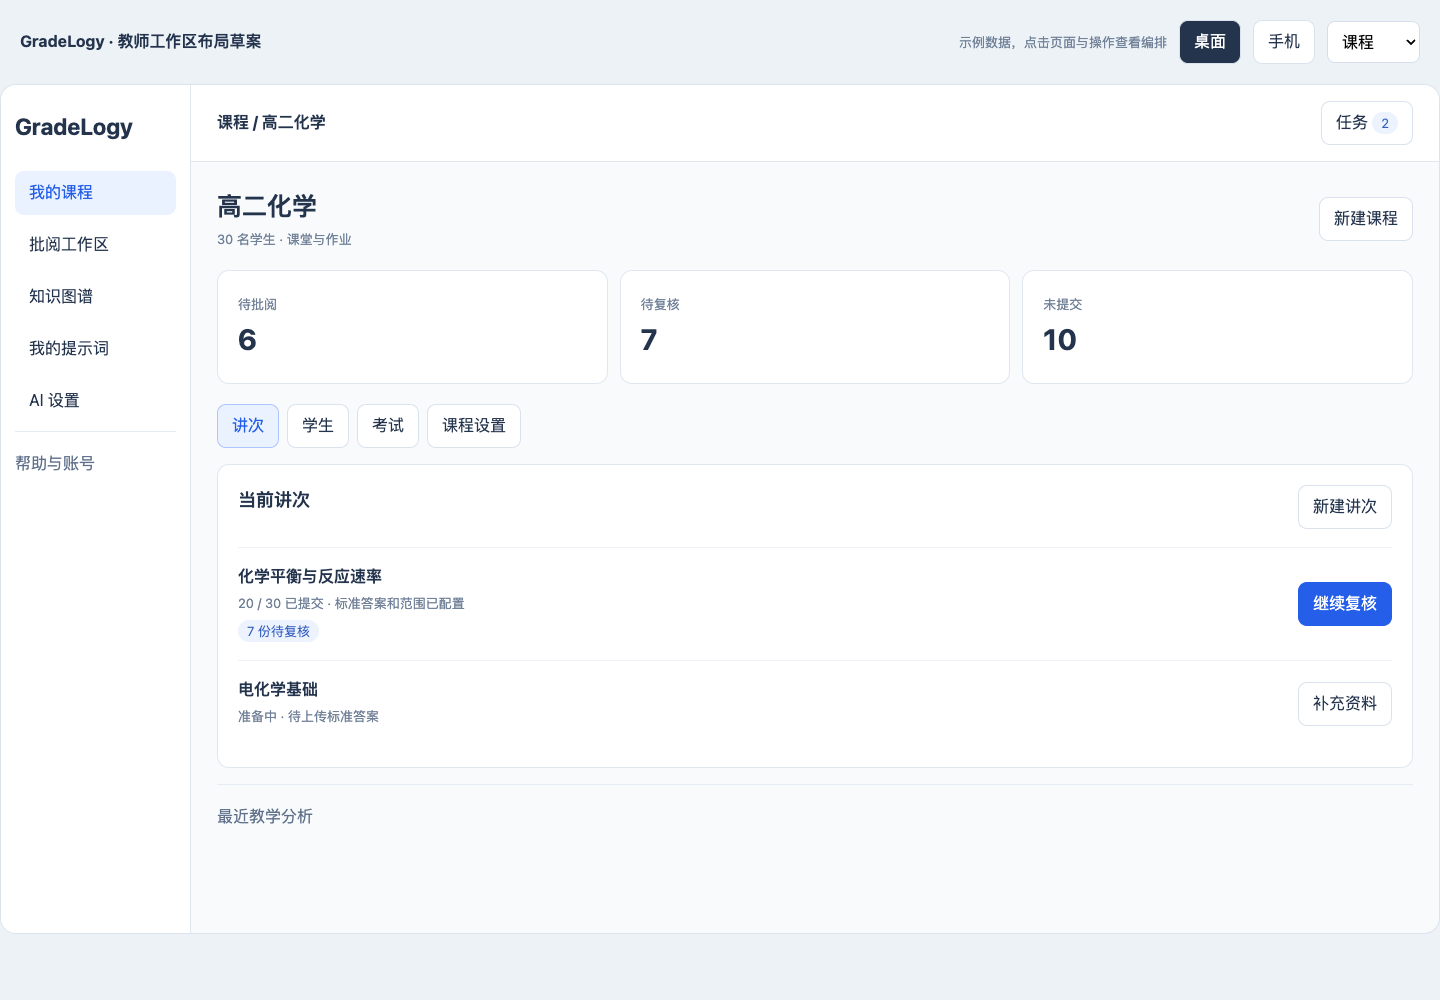 GradeLogy · 教师工作区布局草案
示例数据，点击页面与操作查看编排
桌面
手机
课程
GradeLogy
我的课程
批阅工作区
知识图谱
我的提示词
AI 设置
帮助与账号
课程 / 高二化学
任务 2
高二化学
30 名学生 · 课堂与作业
新建课程
待批阅
6
待复核
7
未提交
10
讲次
学生
考试
课程设置
当前讲次
新建讲次
化学平衡与反应速率
20 / 30 已提交 · 标准答案和范围已配置
7 份待复核
继续复核
电化学基础
准备中 · 待上传标准答案
补充资料
最近教学分析